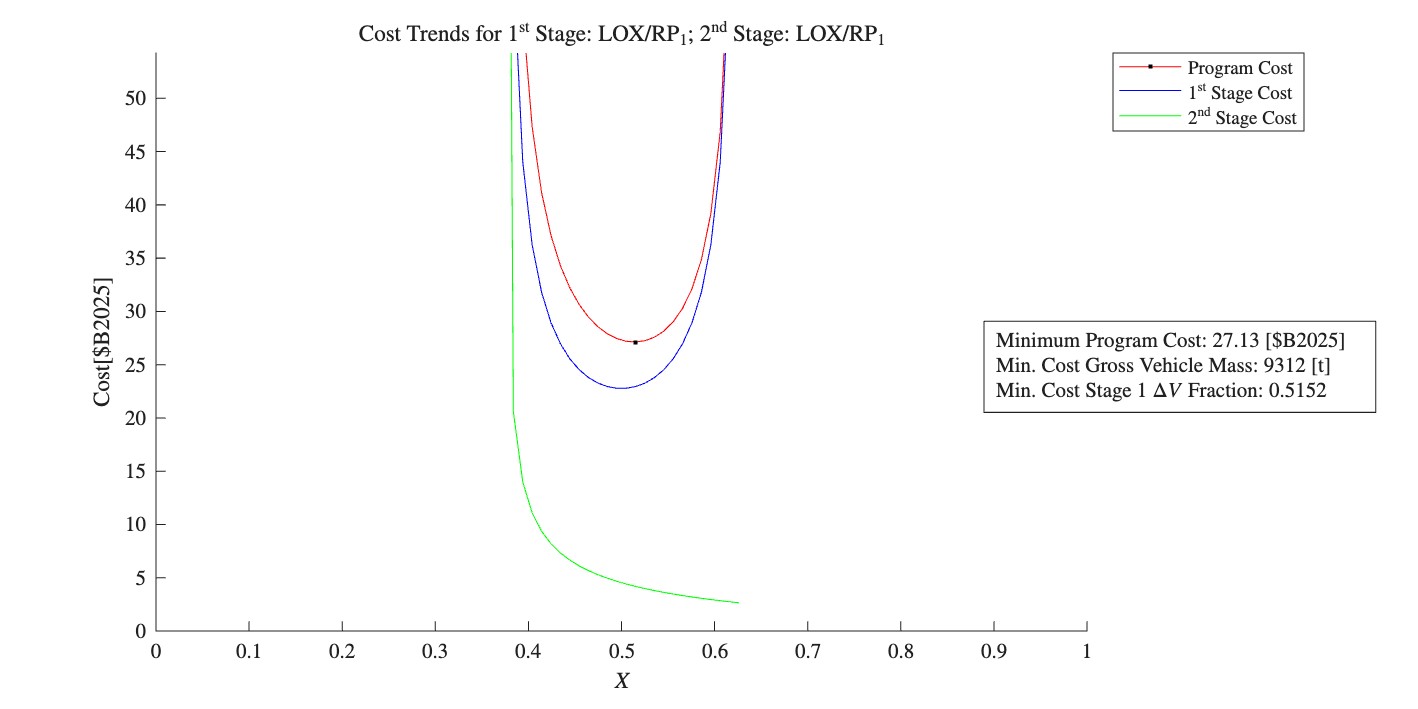 Cost Trends for 1st Stage: LOX/RP1; 2nd Stage: LOX/RP1
Program Cost
1st Stage Cost
2nd Stage Cost
50
45
40
35
30
25
20
15
10
5
0
Cost[$B2025]
Minimum Program Cost: 27.13 [$B2025]
Min. Cost Gross Vehicle Mass: 9312 [t]
Min. Cost Stage 1 ΔV Fraction: 0.5152
0 0.1 0.2 0.3 0.4 0.5 0.6 0.7 0.8 0.9 1
X